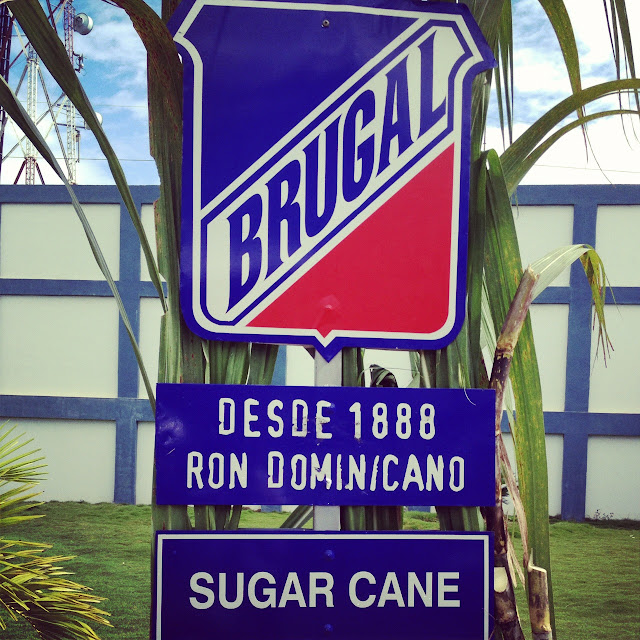 BRUGAL
DESDE 1888
RON DOMINICANO
SUGAR CANE